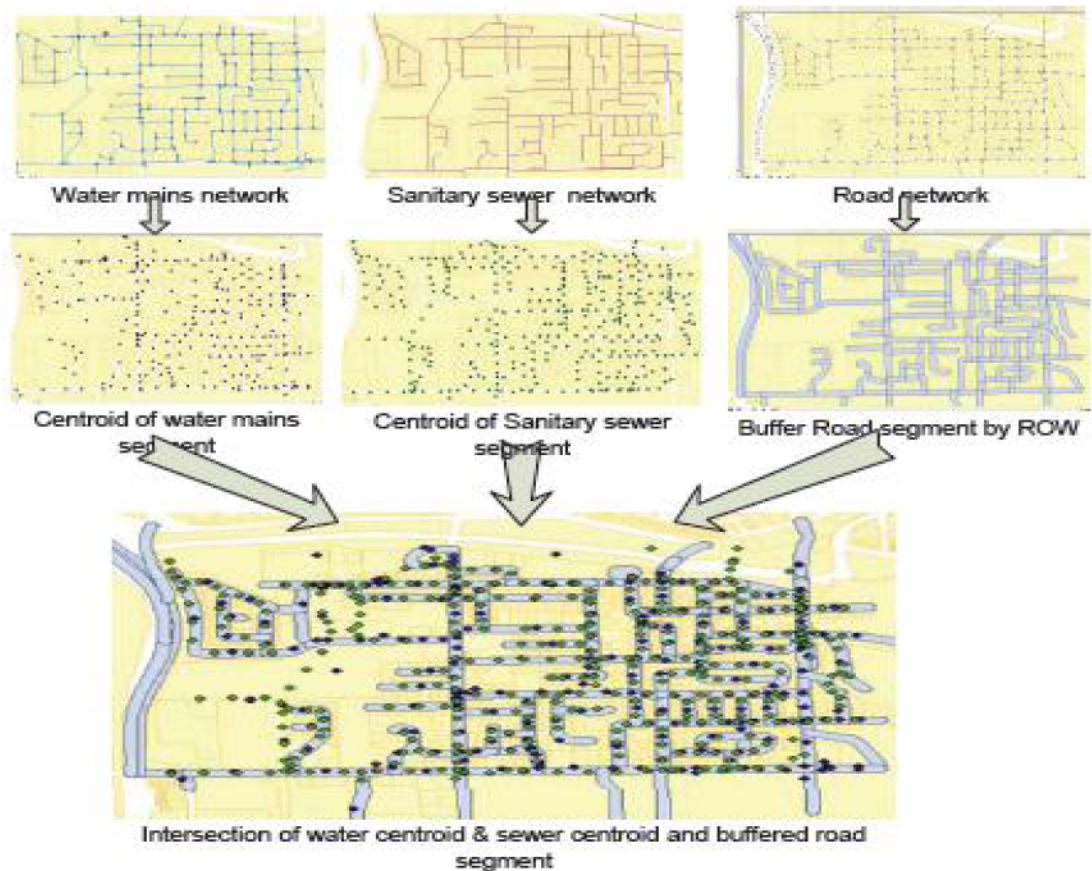 Water mains network
Sanitary sewer network
Road network
Centroid of water mains
segment
Centroid of Sanitary sewer
segment
Buffer Road segment by ROW
Intersection of water centroid & sewer centroid and buffered road
segment